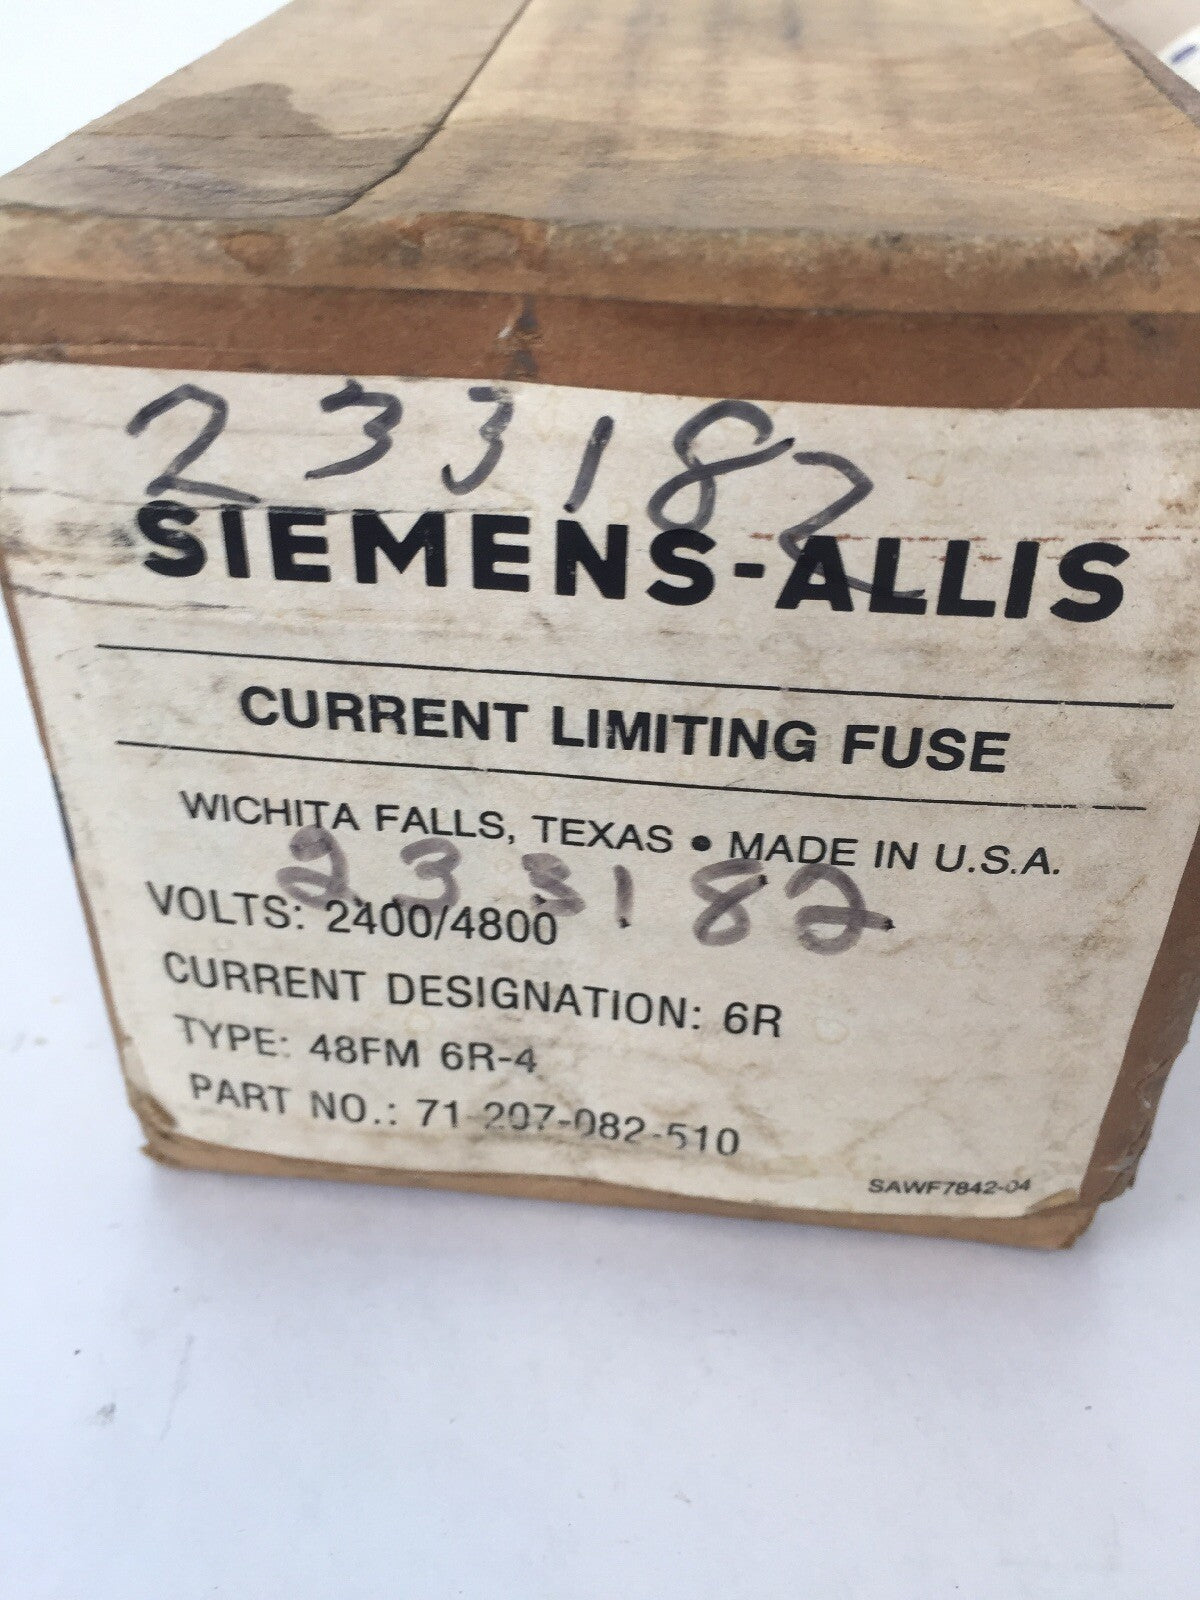 233182
SIEMENS-ALLIS
CURRENT LIMITING FUSE
WICHITA FALLS, TEXAS • MADE IN U.S.A.
233182
VOLTS: 2400/4800
CURRENT DESIGNATION: 6R
TYPE: 48FM 6R-4
PART NO.: 71-207-082-510
SAWF7842-04